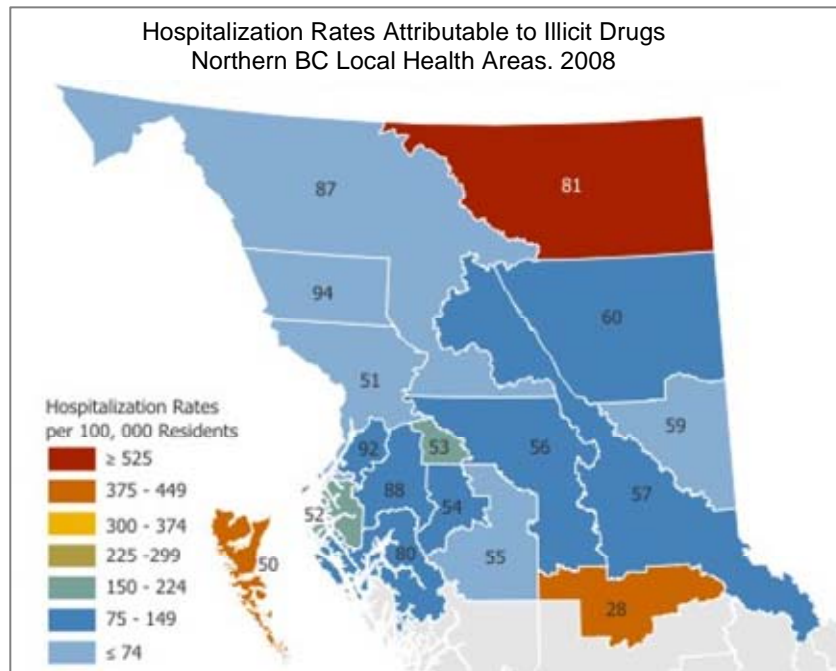 Hospitalization Rates Attributable to Illicit Drugs
Northern BC Local Health Areas. 2008
81
87
94
60
51
59
Hospitalization Rates
per 100, 000 Residents
≥ 525
375 - 449
300 - 374
225 -299
150 - 224
75 - 149
≤ 74
92
53
56
88
54
57
52
50
80
55
28